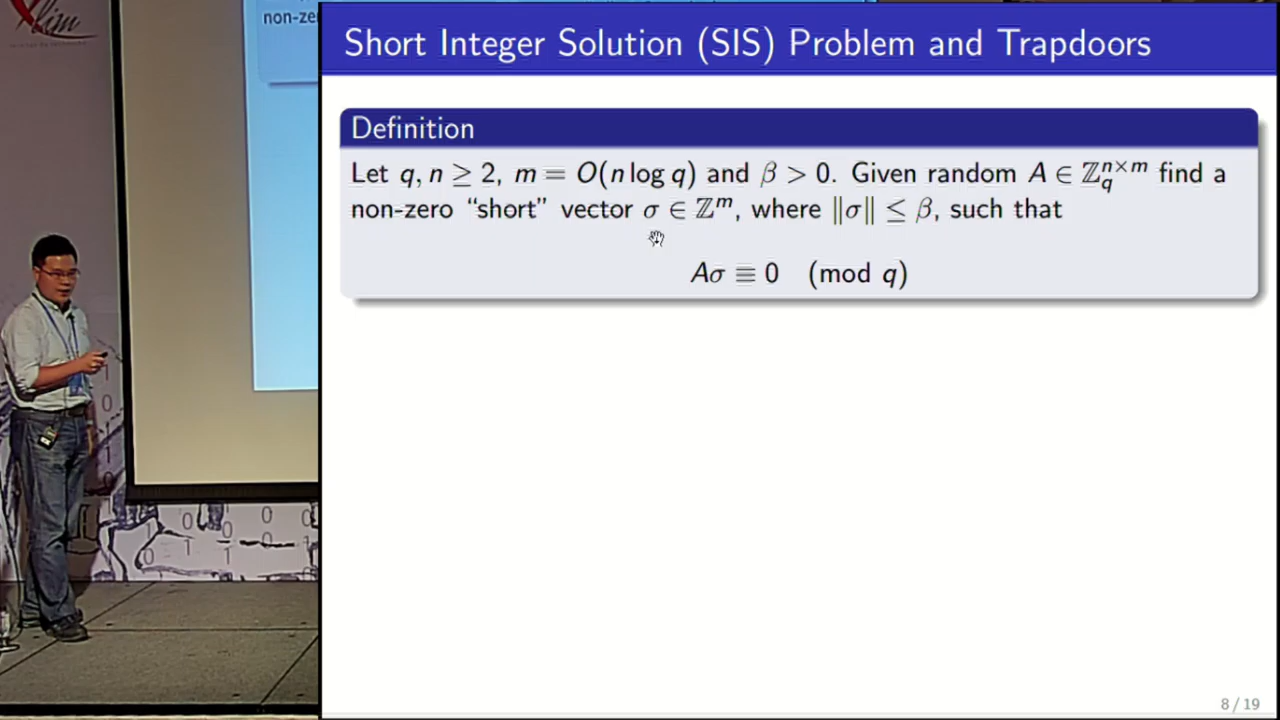 Xlim
non-ze
Short Integer Solution (SIS) Problem and Trapdoors
Definition
Let q, n ≥ 2, m = O(n log q) and β > 0. Given random A ∈ ℤ_q^{n×m} find a
non-zero “short” vector σ ∈ ℤ^m, where ‖σ‖ ≤ β, such that
Aσ ≡ 0 (mod q)
8 / 19